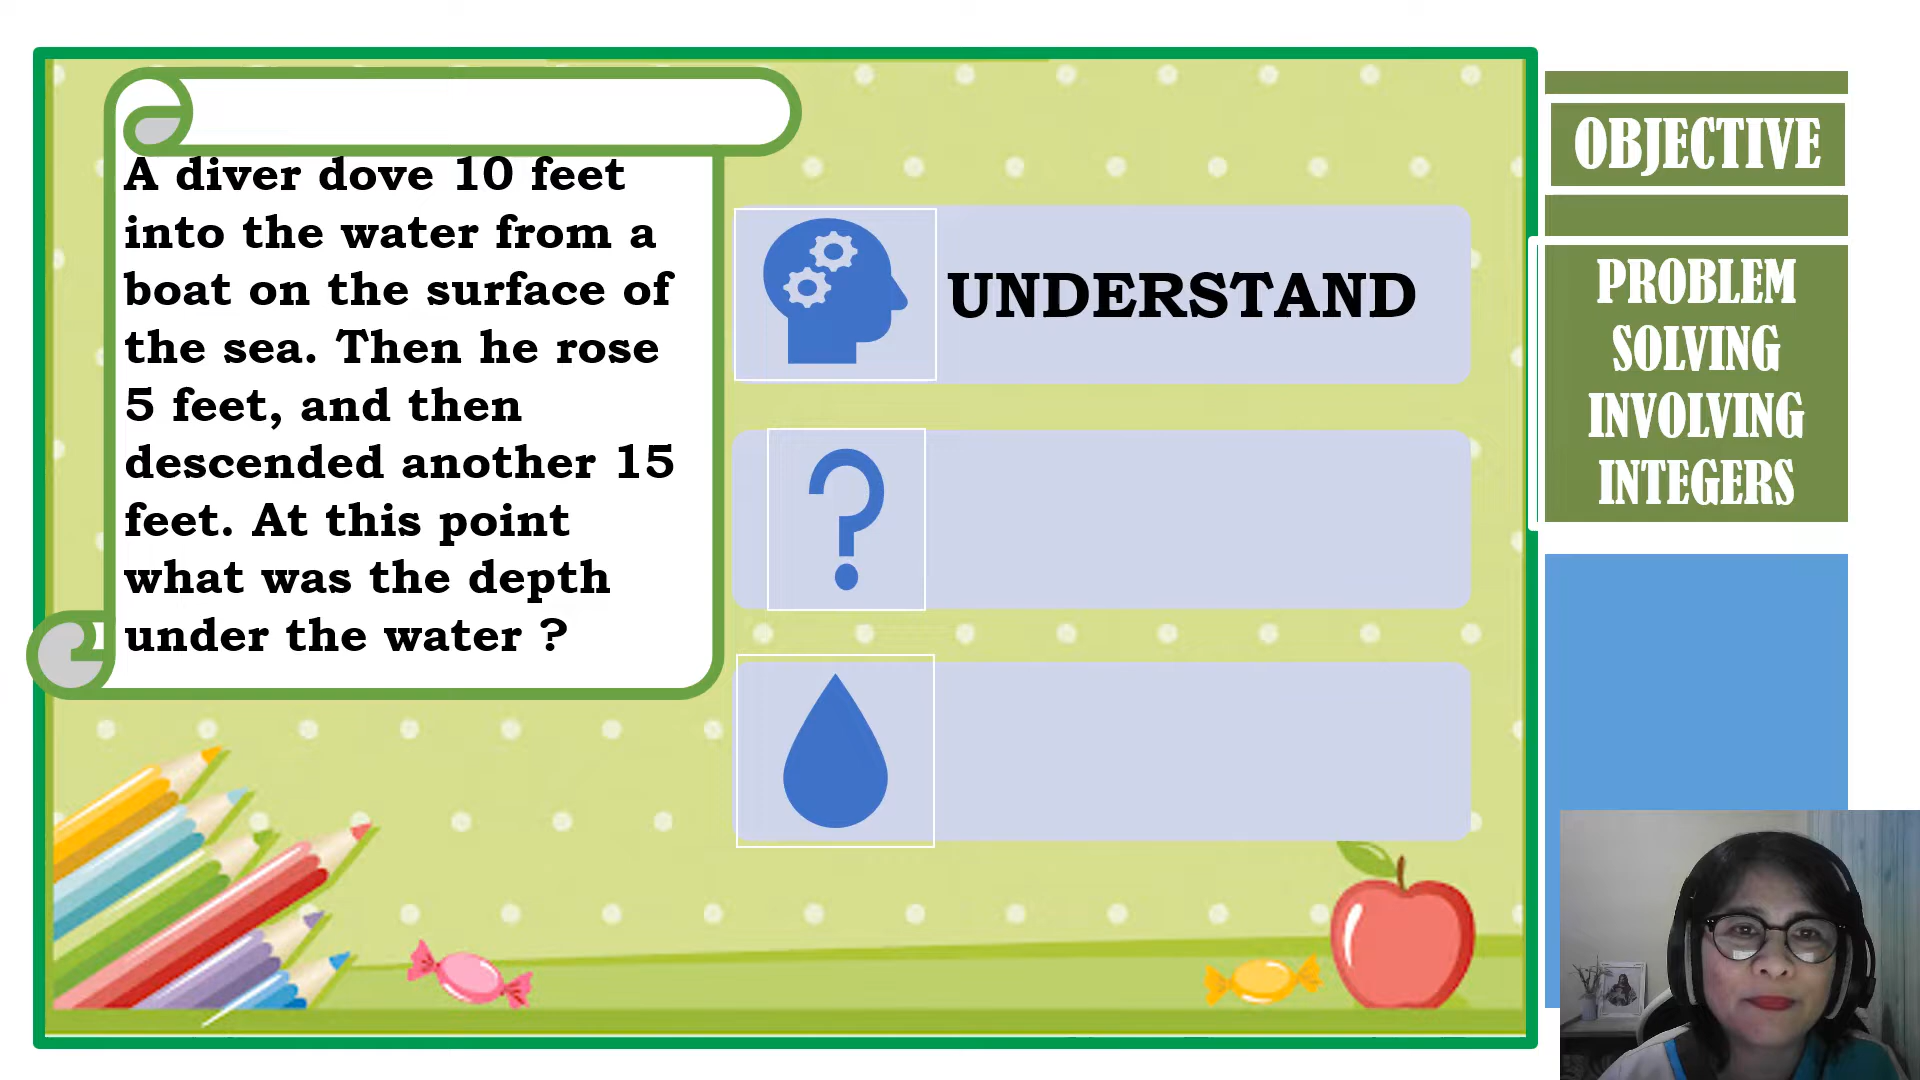 A diver dove 10 feet
into the water from a
boat on the surface of
the sea. Then he rose
5 feet, and then
descended another 15
feet. At this point
what was the depth
under the water ?
UNDERSTAND
?
OBJECTIVE
PROBLEM
SOLVING
INVOLVING
INTEGERS